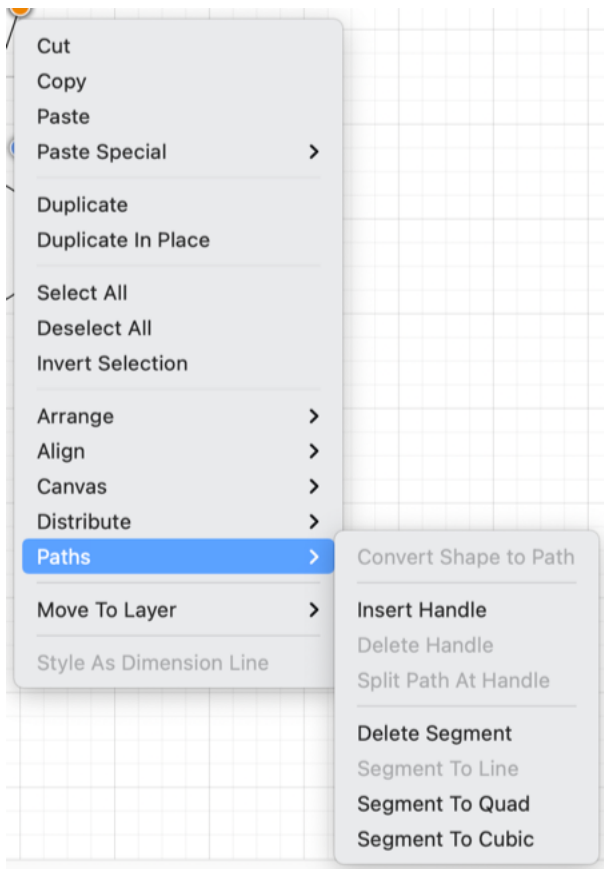 Cut
Copy
Paste
Paste Special
Duplicate
Duplicate In Place
Select All
Deselect All
Invert Selection
Arrange
Align
Canvas
Distribute
Paths
Move To Layer
Style As Dimension Line
Convert Shape to Path
Insert Handle
Delete Handle
Split Path At Handle
Delete Segment
Segment To Line
Segment To Quad
Segment To Cubic